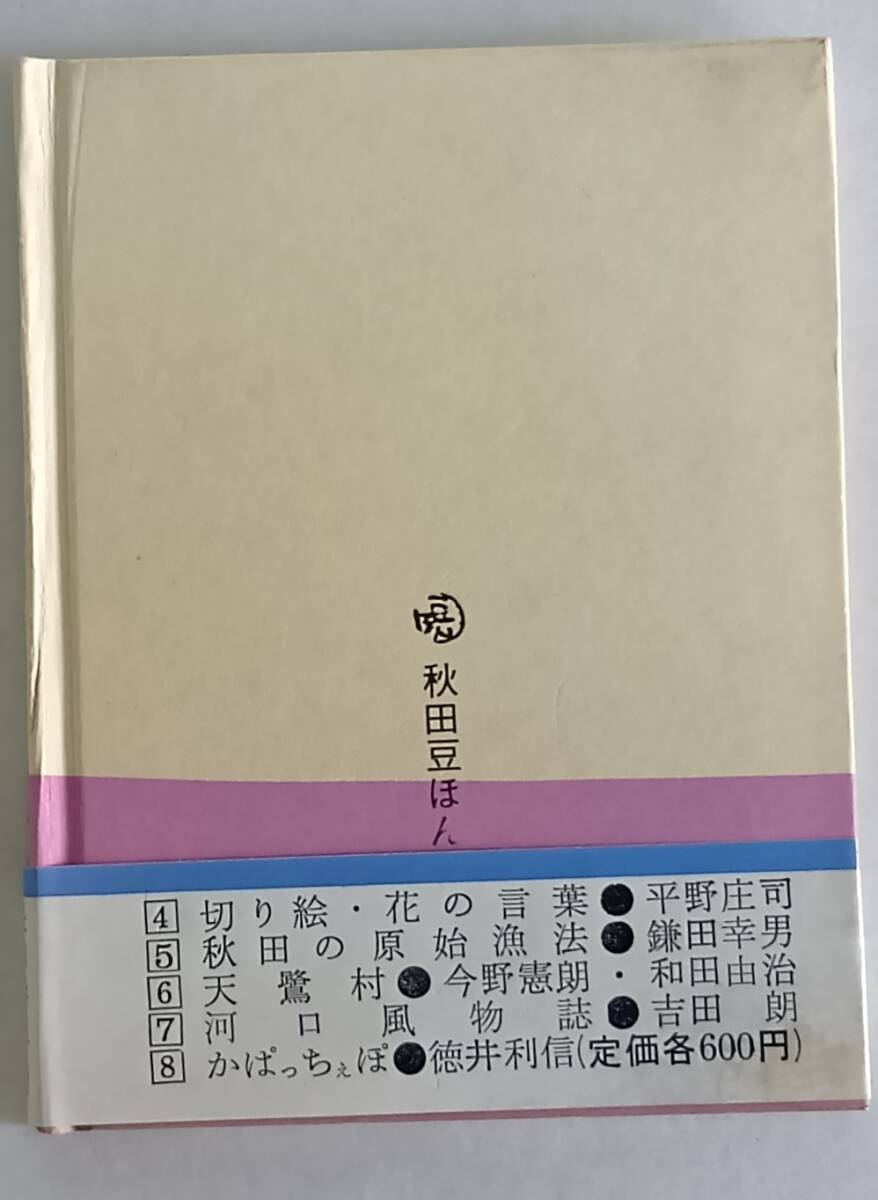 秋田豆ほん
4 切り絵・花の言葉●平野庄司
5 秋田の原始漁法●鎌田幸男
6 天鷺村●今野憲朗・和田由治
7 河口風物誌●吉田朗
8 かぱっちぇぽ●徳井利信(定価各600円)